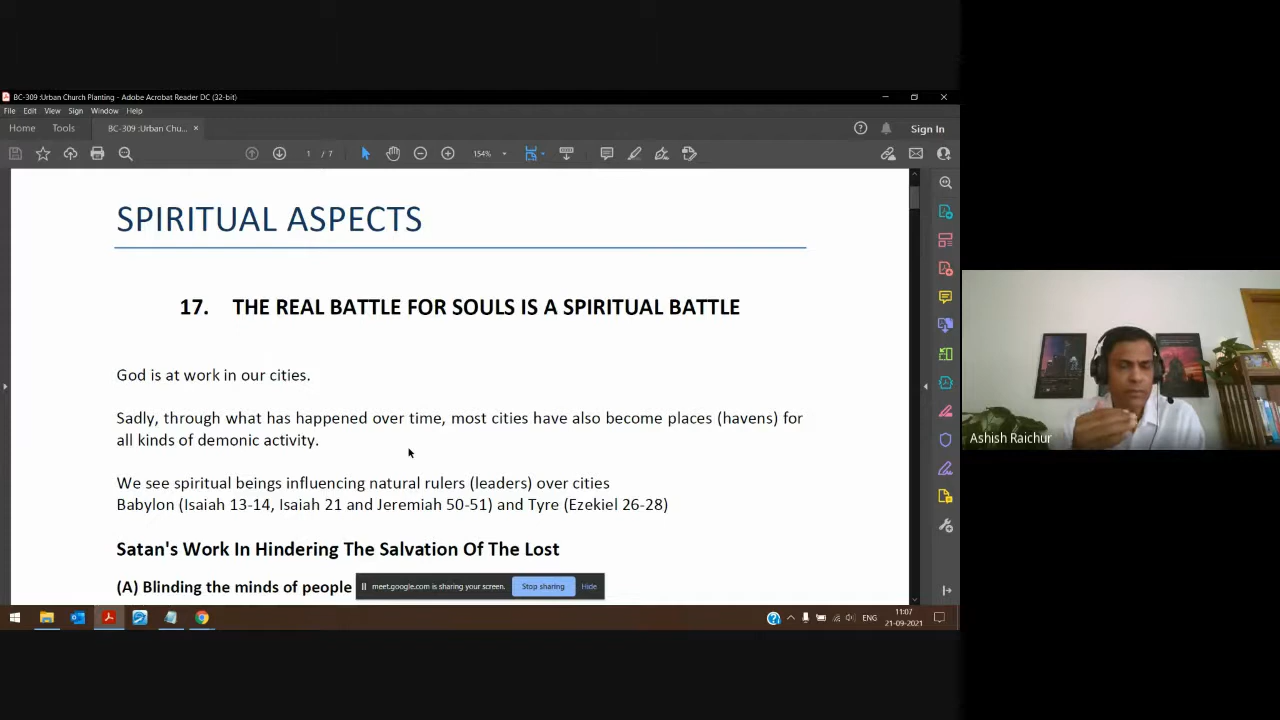 BC-309 :Urban Church Planting - Adobe Acrobat Reader DC (32-bit)
File Edit View Sign Window Help
Home Tools BC-309 :Urban Chu... × Sign In
1 / 7 154%
SPIRITUAL ASPECTS
17. THE REAL BATTLE FOR SOULS IS A SPIRITUAL BATTLE
God is at work in our cities.
Sadly, through what has happened over time, most cities have also become places (havens) for
all kinds of demonic activity.
We see spiritual beings influencing natural rulers (leaders) over cities
Babylon (Isaiah 13-14, Isaiah 21 and Jeremiah 50-51) and Tyre (Ezekiel 26-28)
Satan's Work In Hindering The Salvation Of The Lost
(A) Blinding the minds of people
meet.google.com is sharing your screen. Stop sharing Hide
ENG 11:07
21-09-2021
Ashish Raichur